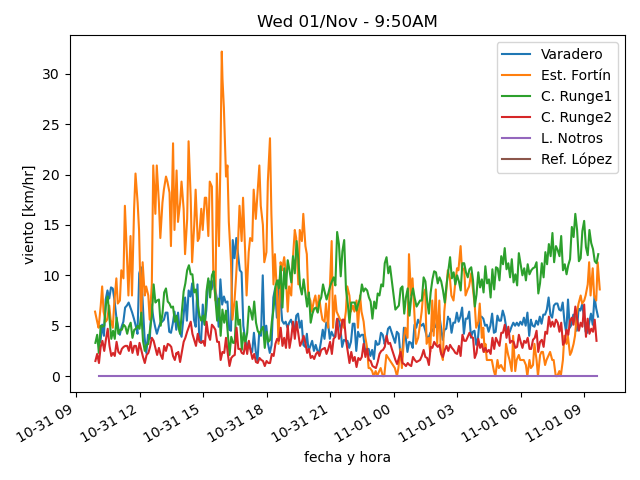 Wed 01/Nov - 9:50AM
Varadero
Est. Fortín
C. Runge1
C. Runge2
L. Notros
Ref. López
viento [km/hr]
30
25
20
15
10
5
0
10-31 09
10-31 12
10-31 15
10-31 18
10-31 21
11-01 00
11-01 03
11-01 06
11-01 09
fecha y hora